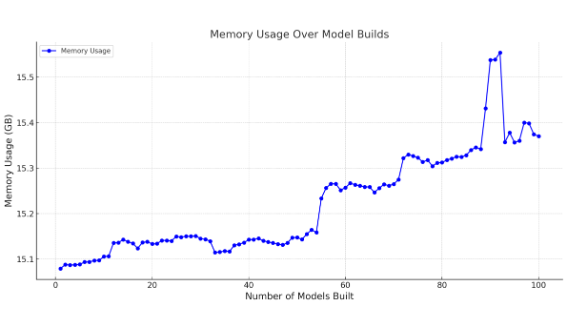 Memory Usage Over Model Builds
Memory Usage
15.5
15.4
15.3
15.2
15.1
Memory Usage (GB)
0 20 40 60 80 100
Number of Models Built